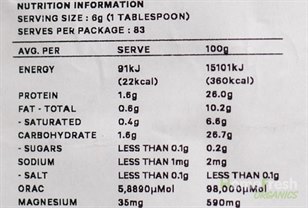 NUTRITION INFORMATION
SERVING SIZE : 6g (1 TABLESPOON)
SERVES PER PACKAGE : 83
AVG. PER SERVE 100g
ENERGY 91kJ 15101kJ
(22kcal) (360kcal)
PROTEIN 1.6g 26.0g
FAT - TOTAL 0.6g 10.2g
- SATURATED 0.4g 6.6g
CARBOHYDRATE 1.6g 26.7g
- SUGARS LESS THAN 0.1g 0.2g
SODIUM LESS THAN 1mg 2mg
- SALT LESS THAN 0.1g LESS THAN 0.1g
ORAC 5,8890µMol
MAGNESIUM 35mg 590mg
ORGANICS